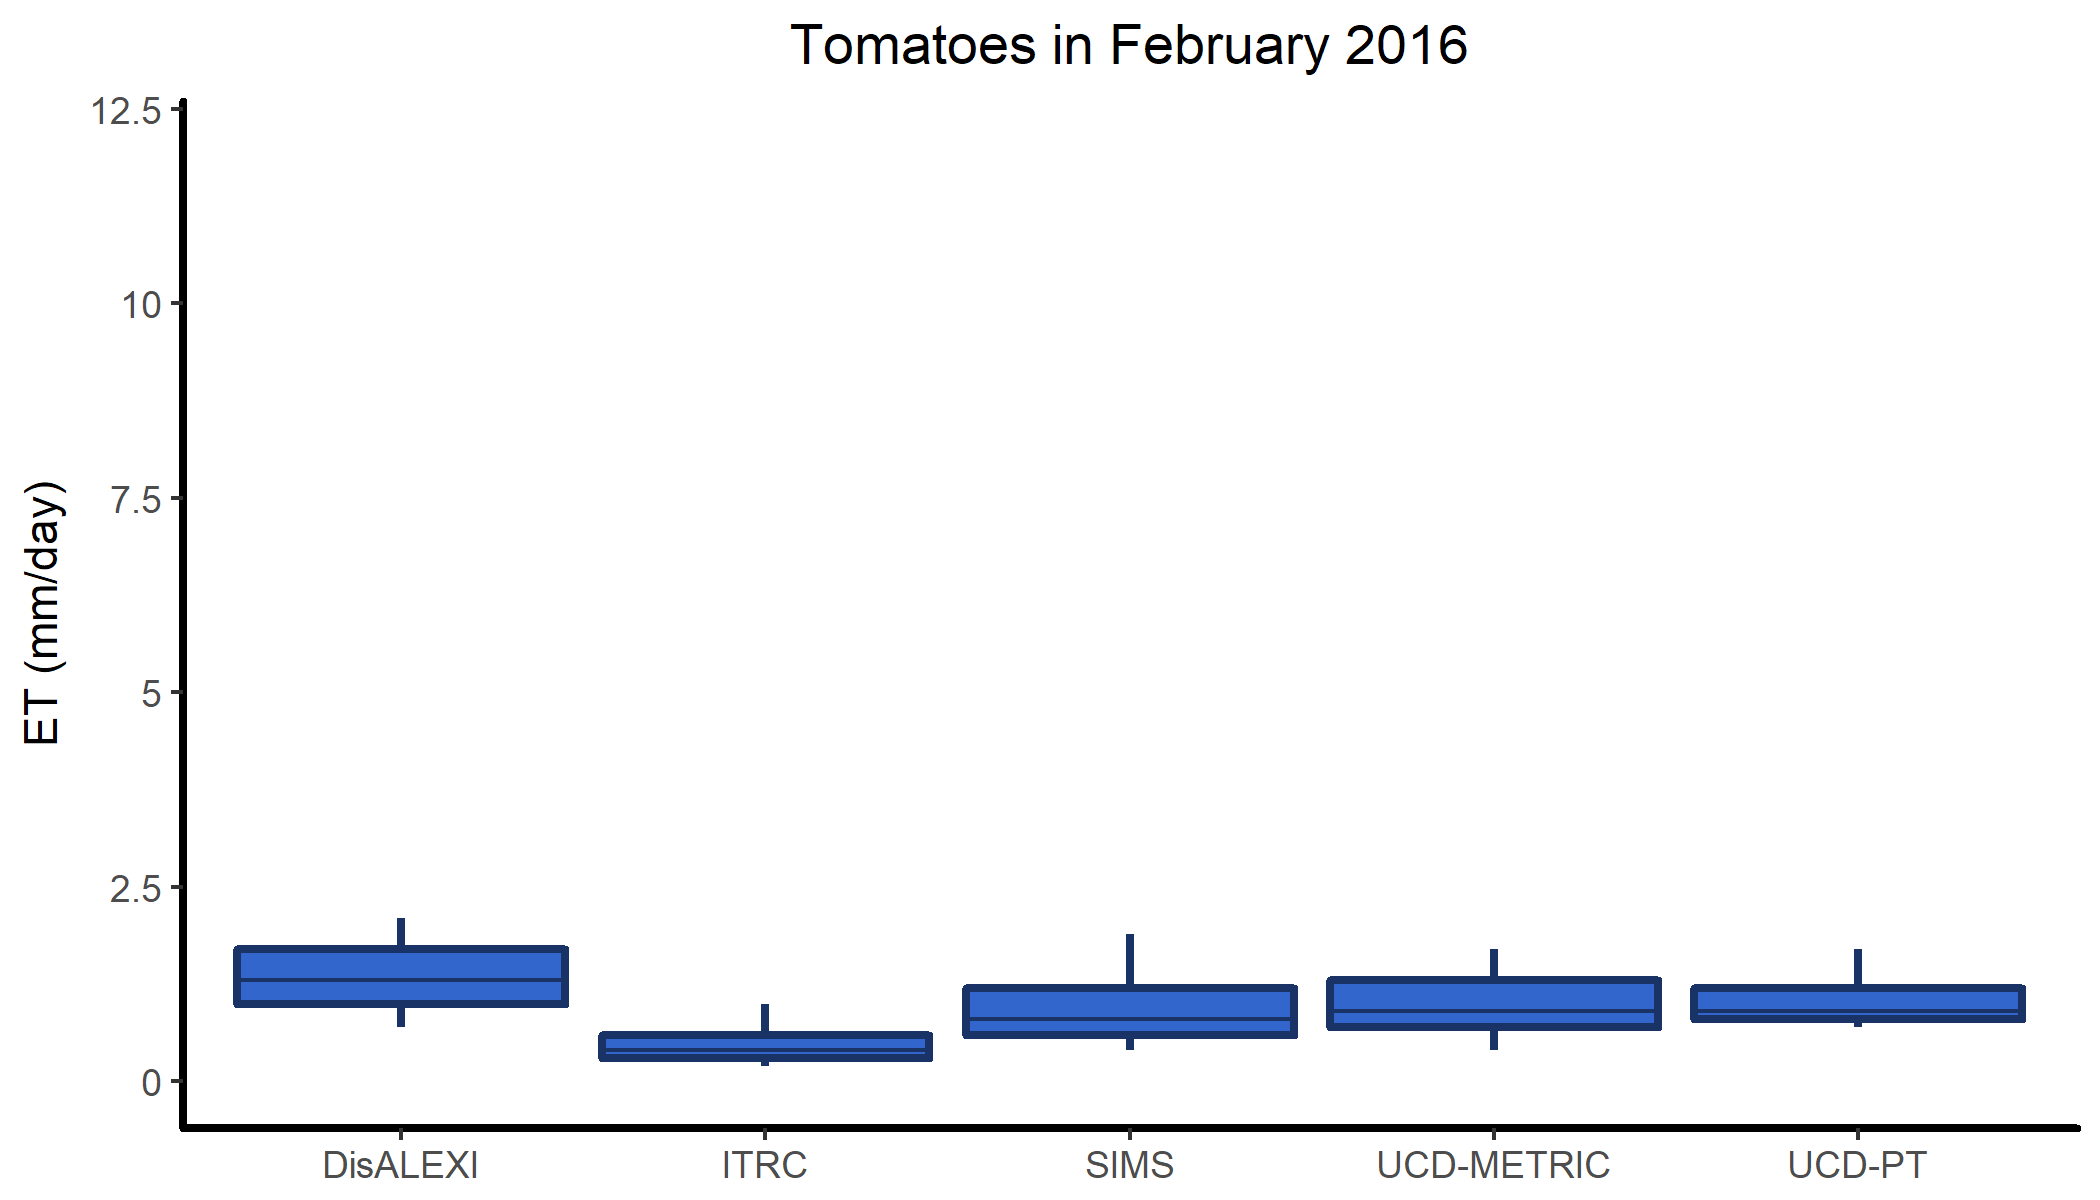 Tomatoes in February 2016
ET (mm/day)
12.5
10
7.5
5
2.5
0
DisALEXI
ITRC
SIMS
UCD-METRIC
UCD-PT